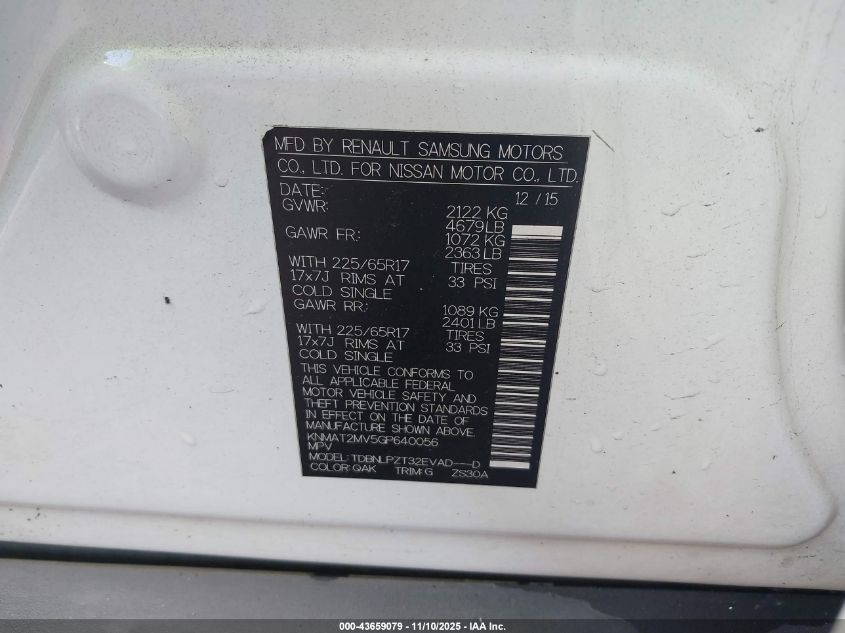 MFD BY RENAULT SAMSUNG MOTORS
CO., LTD. FOR NISSAN MOTOR CO., LTD.
DATE: 12 / 15
GVWR: 2122 KG
4679LB
GAWR FR: 1072 KG
2363 LB
WITH 225/65R17 TIRES
17x7J RIMS AT 33 PSI
COLD SINGLE
GAWR RR: 1089 KG
2401 LB
WITH 225/65R17 TIRES
17x7J RIMS AT 33 PSI
COLD SINGLE
THIS VEHICLE CONFORMS TO
ALL APPLICABLE FEDERAL
MOTOR VEHICLE SAFETY AND
THEFT PREVENTION STANDARDS
IN EFFECT ON THE DATE OF
MANUFACTURE SHOWN ABOVE.
KNMAT2MV5GP640056
MPV
MODEL: TDBNLPZT32EVAD---D
COLOR: QAK TRIM:G ZS30A
000-43659079 - 11/10/2025 - IAA Inc.